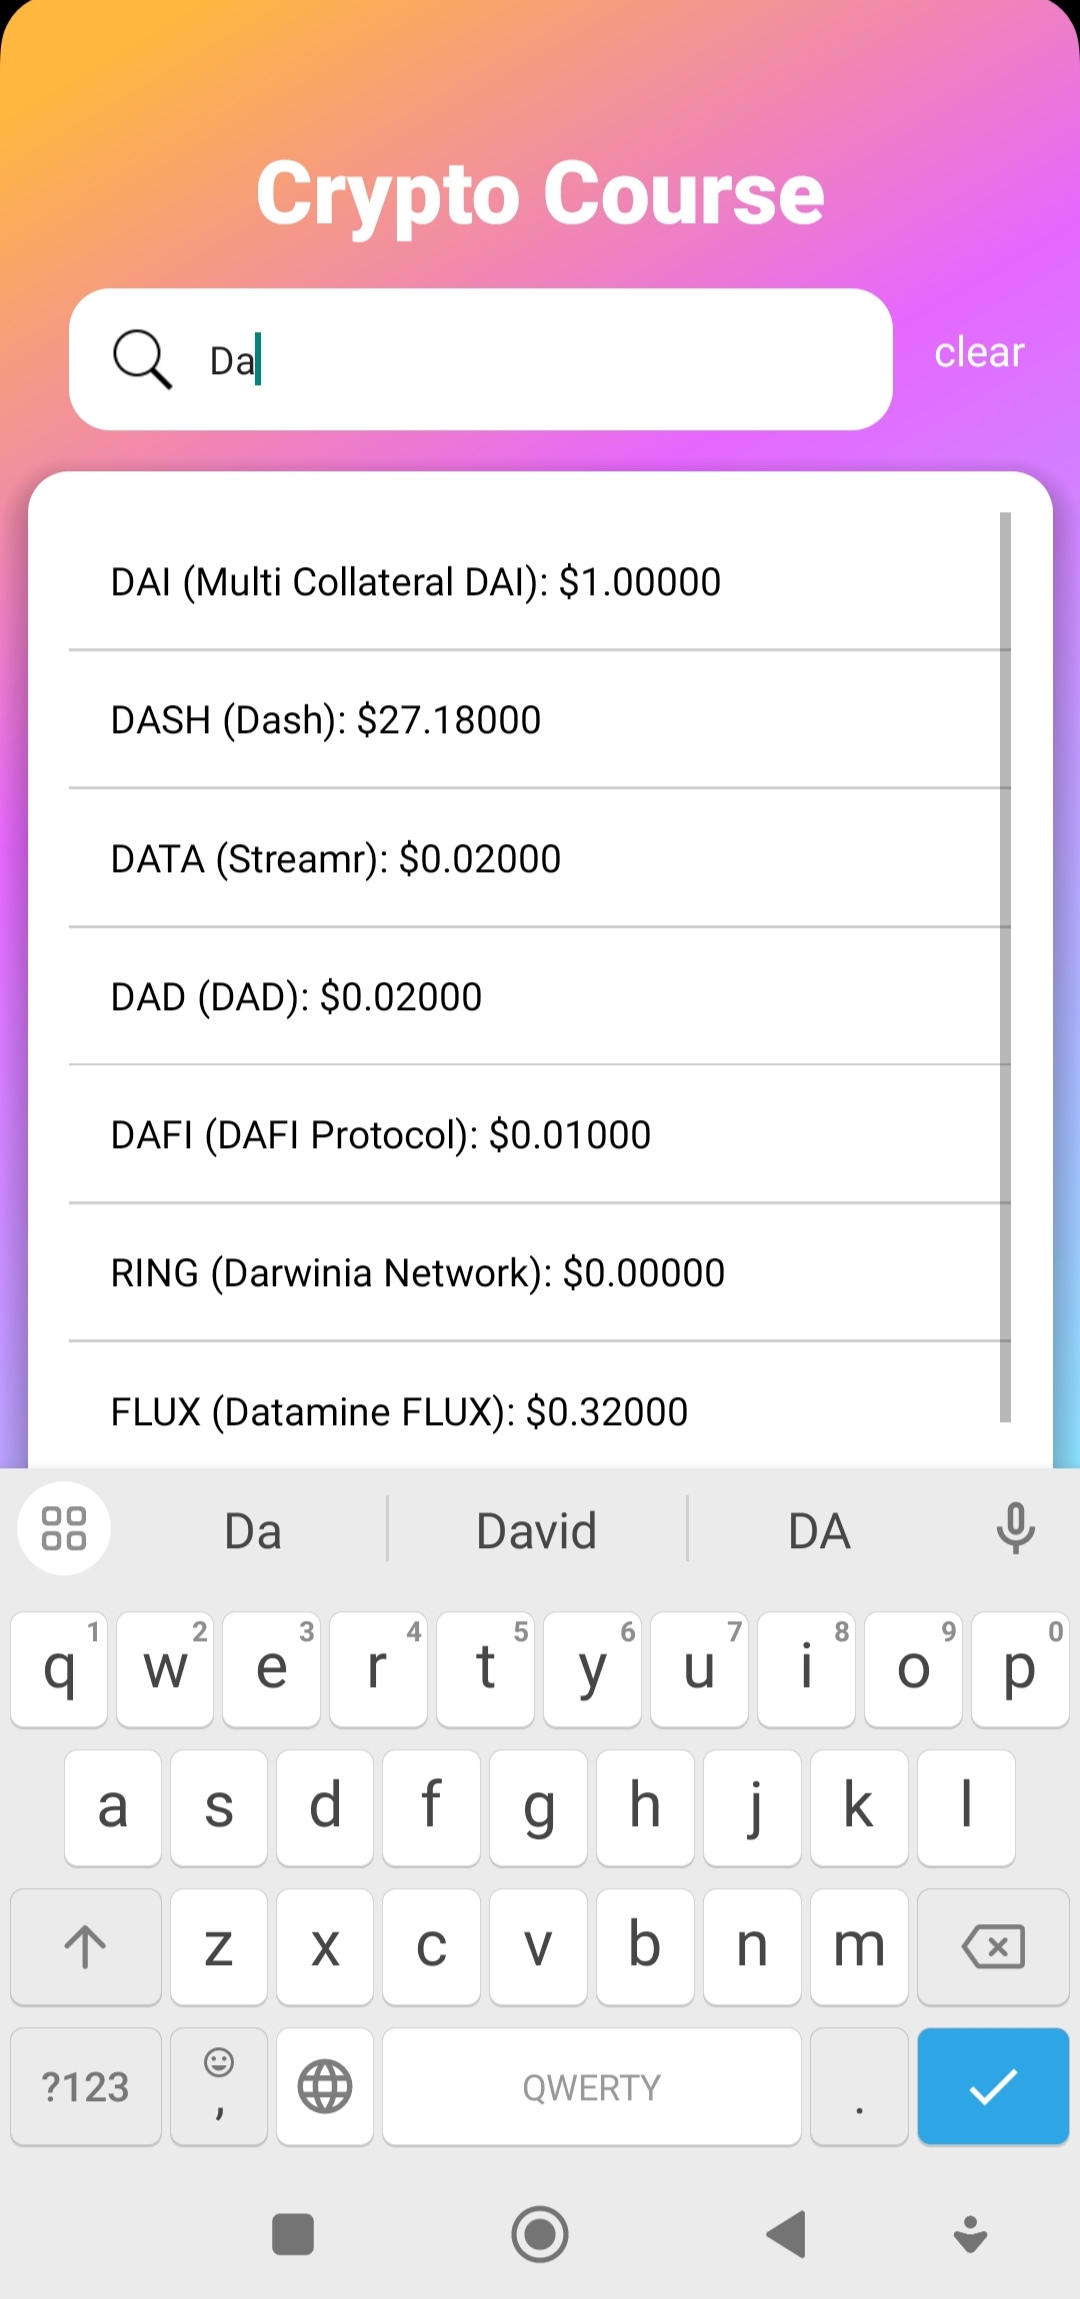 Crypto Course
Da
clear
DAI (Multi Collateral DAI): $1.00000
DASH (Dash): $27.18000
DATA (Streamr): $0.02000
DAD (DAD): $0.02000
DAFI (DAFI Protocol): $0.01000
RING (Darwinia Network): $0.00000
FLUX (Datamine FLUX): $0.32000
Da David DA
q 1 w 2 e 3 r 4 t 5 y 6 u 7 i 8 o 9 p 0
a s d f g h j k l
z x c v b n m
?123 , QWERTY .